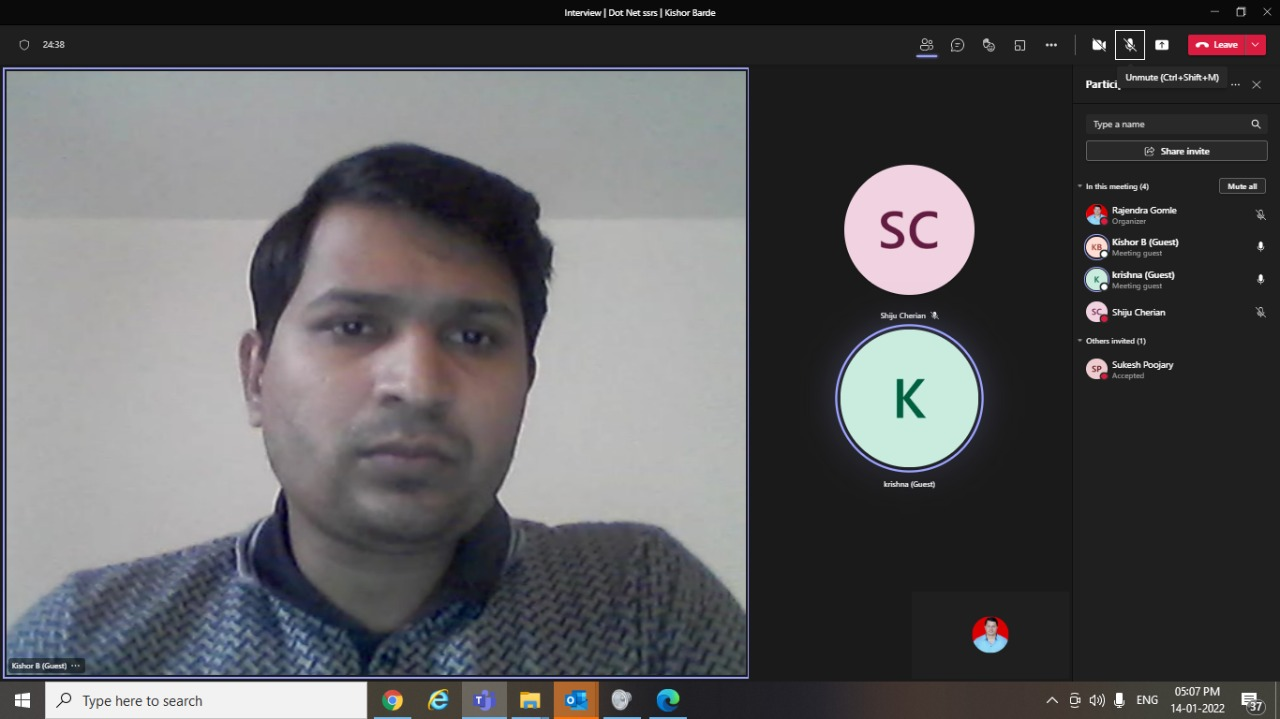 Interview | Dot Net ssrs | Kishor Barde
24:38
Leave
Unmute (Ctrl+Shift+M)
Partici
Type a name
Share invite
In this meeting (4)
Mute all
Rajendra Gomle
Organizer
KB
Kishor B (Guest)
Meeting guest
K
krishna (Guest)
Meeting guest
SC
Shiju Cherian
Others invited (1)
SP
Sukesh Poojary
Accepted
SC
Shiju Cherian
K
krishna (Guest)
Kishor B (Guest)
Type here to search
ENG
05:07 PM
14-01-2022
37